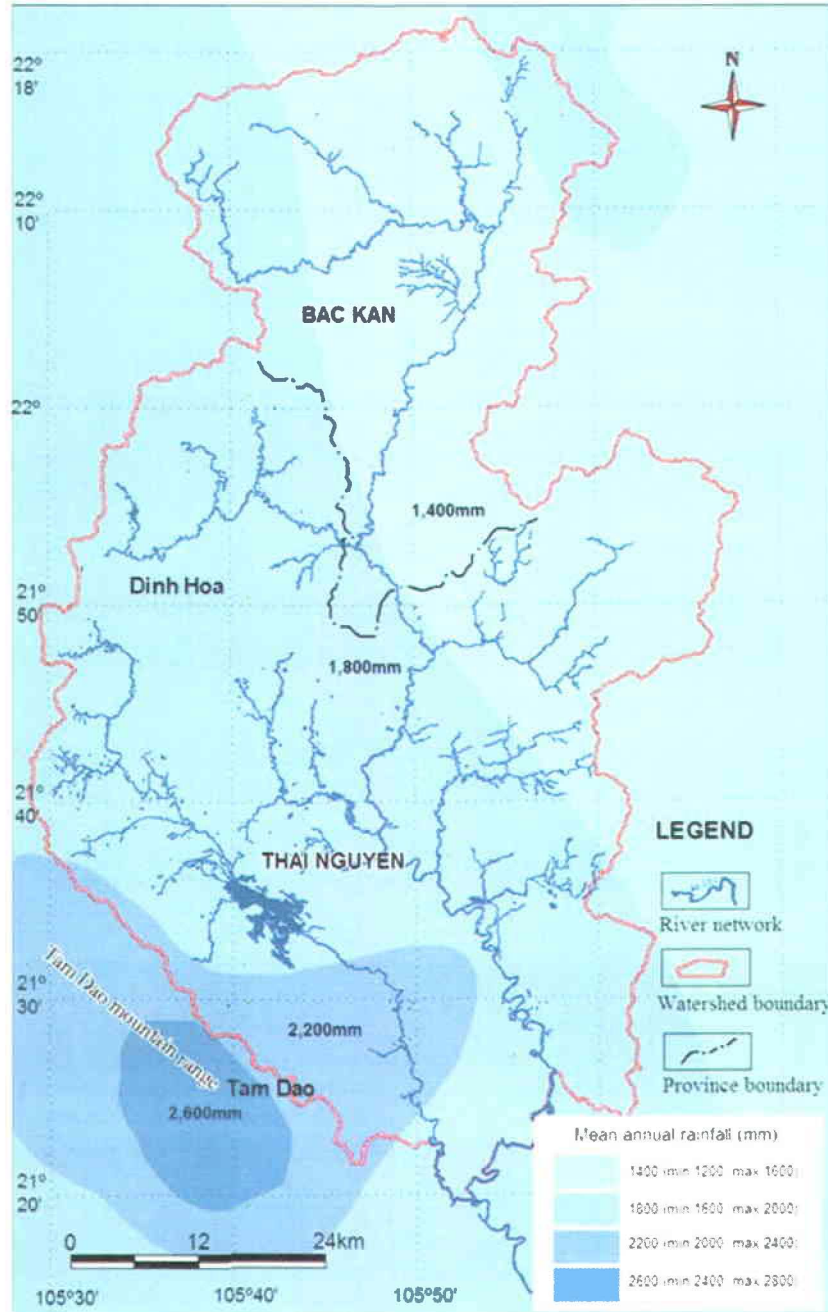 22°
18'
N
22°
10'
BAC KAN
22°
1,400mm
Dinh Hoa
21°
50'
1,800mm
21°
40'
LEGEND
THAI NGUYEN
River network
21°
30'
Watershed boundary
Tam Dao mountain range
2,200mm
Tam Dao
Province boundary
2,600mm
Mean annual rainfall (mm)
1400 (min 1200 max 1600)
21°
20'
1800 (min 1600 max 2000)
0 12 24km
2200 (min 2000 max 2400)
2600 (min 2400 max 2800)
105°30' 105°40' 105°50'